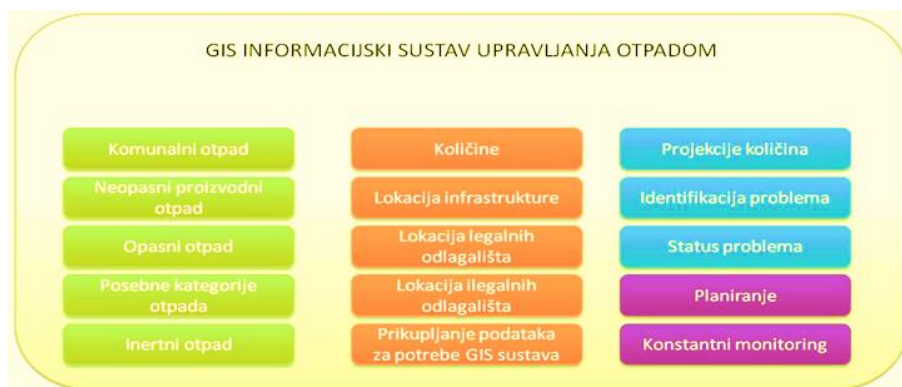 GIS INFORMACIJSKI SUSTAV UPRAVLJANJA OTPADOM
Komunalni otpad
Neopasni proizvodni
otpad
Opasni otpad
Posebne kategorije
otpada
Inertni otpad
Količine
Lokacija infrastrukture
Lokacija legalnih
odlagališta
Lokacija ilegalnih
odlagališta
Prikupljanje podataka
za potrebe GIS sustava
Projekcije količina
Identifikacija problema
Status problema
Planiranje
Konstantni monitoring